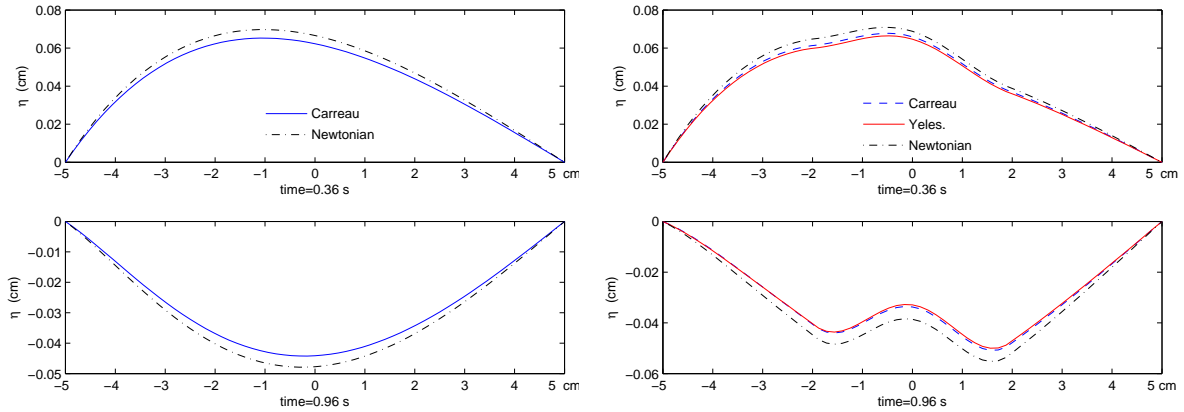 0.08
0.06
0.04
0.02
0
η (cm)
Carreau
Newtonian
−5 −4 −3 −2 −1 0 1 2 3 4 5 cm
time=0.36 s
0.08
0.06
0.04
0.02
0
η (cm)
Carreau
Yeles.
Newtonian
−5 −4 −3 −2 −1 0 1 2 3 4 5 cm
time=0.36 s
0
−0.01
−0.02
−0.03
−0.04
−0.05
η (cm)
−5 −4 −3 −2 −1 0 1 2 3 4 5 cm
time=0.96 s
0
−0.02
−0.04
−0.06
η (cm)
−5 −4 −3 −2 −1 0 1 2 3 4 5 cm
time=0.96 s